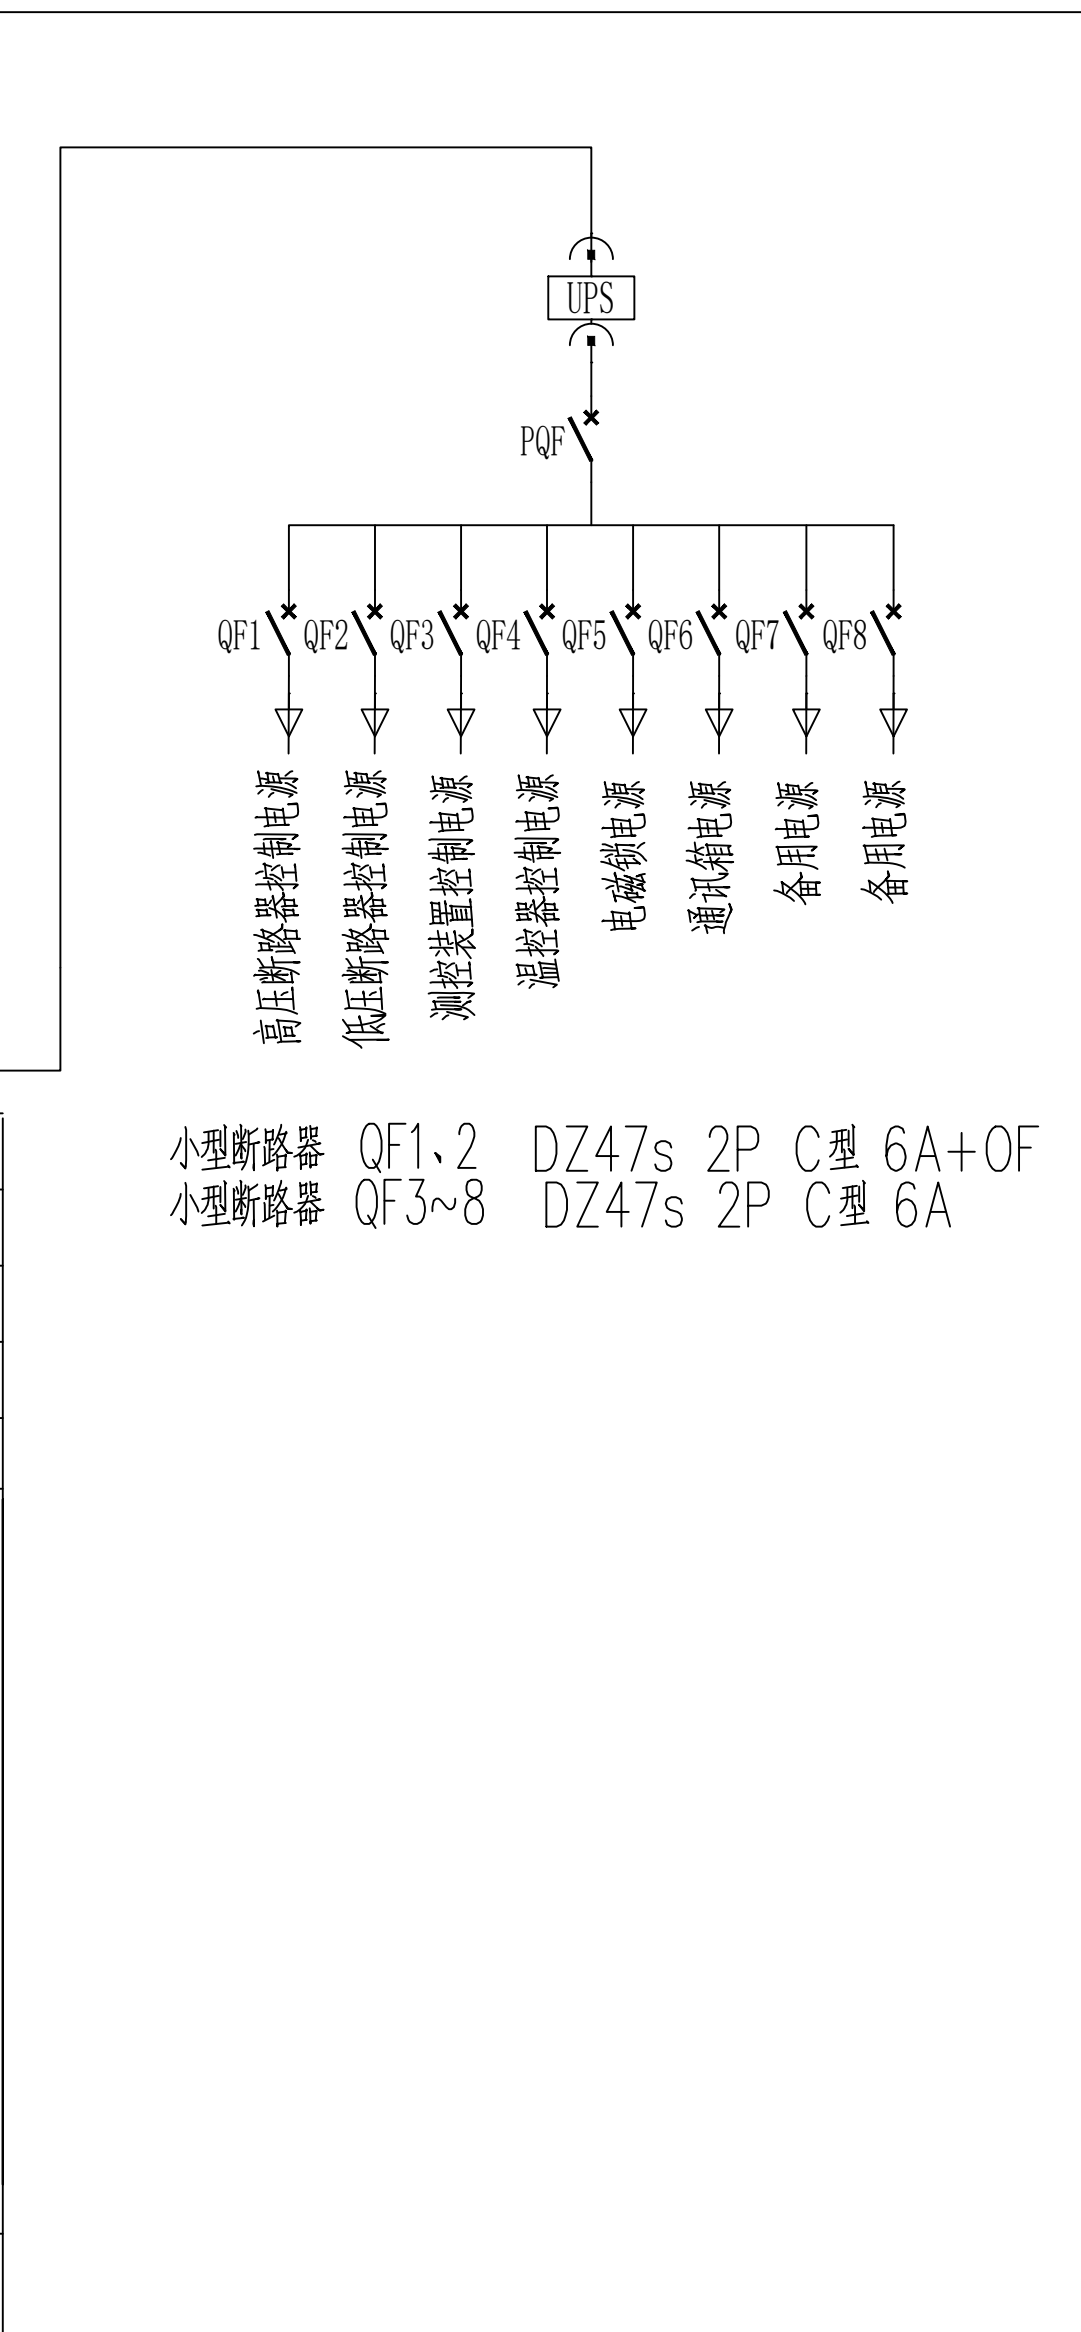 UPS
PQF
QF1 QF2 QF3 QF4 QF5 QF6 QF7 QF8
高压断路器控制电源
低压断路器控制电源
测控装置控制电源
温控器控制电源
电磁锁电源
通讯箱电源
备用电源
备用电源
小型断路器 QF1、2 DZ47s 2P C型 6A+OF
小型断路器 QF3~8 DZ47s 2P C型 6A